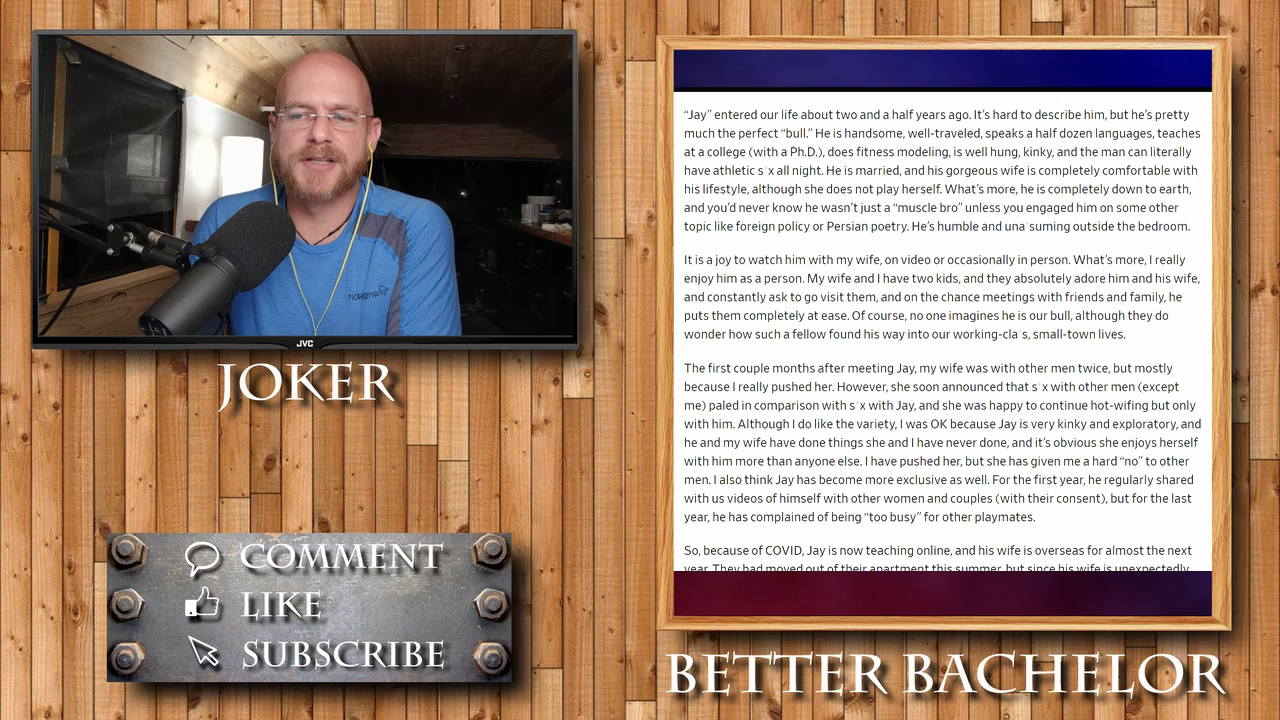 NORRØNA
JVC
JOKER
COMMENT
LIKE
SUBSCRIBE
“Jay” entered our life about two and a half years ago. It’s hard to describe him, but he’s pretty
much the perfect “bull.” He is handsome, well-traveled, speaks a half dozen languages, teaches
at a college (with a Ph.D.), does fitness modeling, is well hung, kinky, and the man can literally
have athletic s x all night. He is married, and his gorgeous wife is completely comfortable with
his lifestyle, although she does not play herself. What’s more, he is completely down to earth,
and you’d never know he wasn’t just a “muscle bro” unless you engaged him on some other
topic like foreign policy or Persian poetry. He’s humble and una suming outside the bedroom.
It is a joy to watch him with my wife, on video or occasionally in person. What’s more, I really
enjoy him as a person. My wife and I have two kids, and they absolutely adore him and his wife,
and constantly ask to go visit them, and on the chance meetings with friends and family, he
puts them completely at ease. Of course, no one imagines he is our bull, although they do
wonder how such a fellow found his way into our working-cla s, small-town lives.
The first couple months after meeting Jay, my wife was with other men twice, but mostly
because I really pushed her. However, she soon announced that s x with other men (except
me) paled in comparison with s x with Jay, and she was happy to continue hot-wifing but only
with him. Although I do like the variety, I was OK because Jay is very kinky and exploratory, and
he and my wife have done things she and I have never done, and it’s obvious she enjoys herself
with him more than anyone else. I have pushed her, but she has given me a hard “no” to other
men. I also think Jay has become more exclusive as well. For the first year, he regularly shared
with us videos of himself with other women and couples (with their consent), but for the last
year, he has complained of being “too busy” for other playmates.
So, because of COVID, Jay is now teaching online, and his wife is overseas for almost the next
year. They had moved out of their apartment this summer, but since his wife is unexpectedly
BETTER BACHELOR